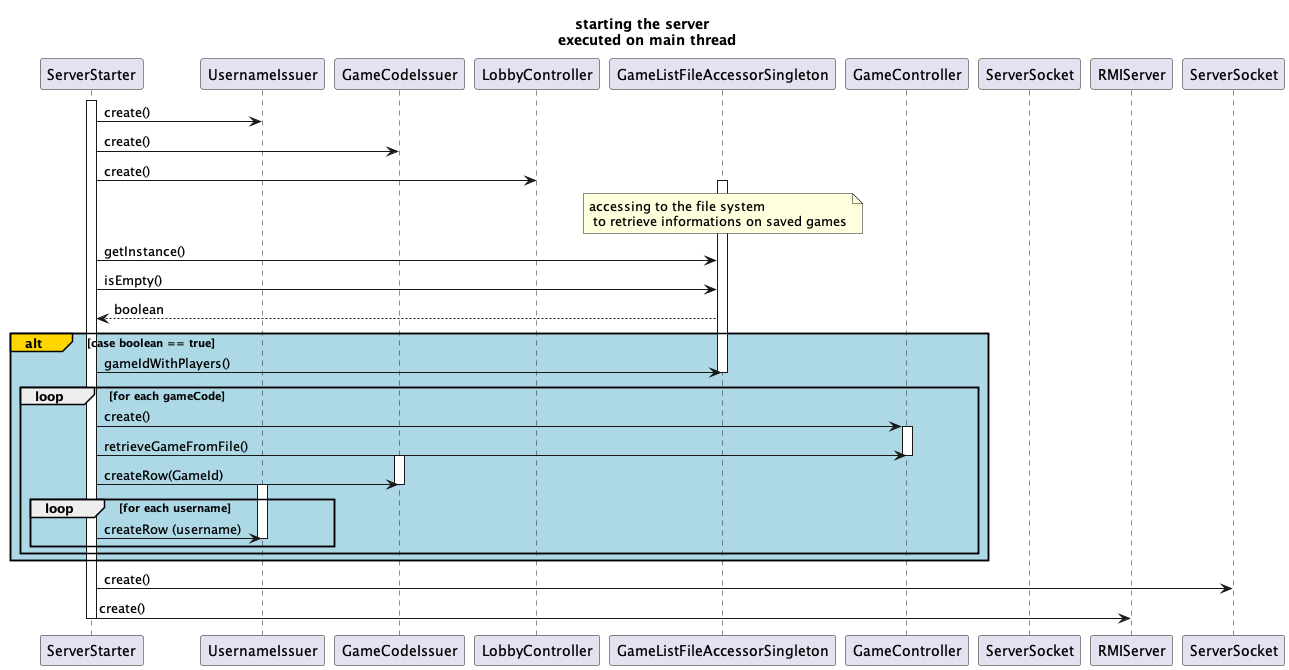 starting the server
executed on main thread
ServerStarter
UsernameIssuer
GameCodeIssuer
LobbyController
GameListFileAccessorSingleton
GameController
ServerSocket
RMIServer
ServerSocket
create()
create()
create()
accessing to the file system
to retrieve informations on saved games
getInstance()
isEmpty()
boolean
alt
[case boolean == true]
gameIdWithPlayers()
loop
[for each gameCode]
create()
retrieveGameFromFile()
createRow(GameId)
loop
[for each username]
createRow (username)
create()
create()
ServerStarter
UsernameIssuer
GameCodeIssuer
LobbyController
GameListFileAccessorSingleton
GameController
ServerSocket
RMIServer
ServerSocket